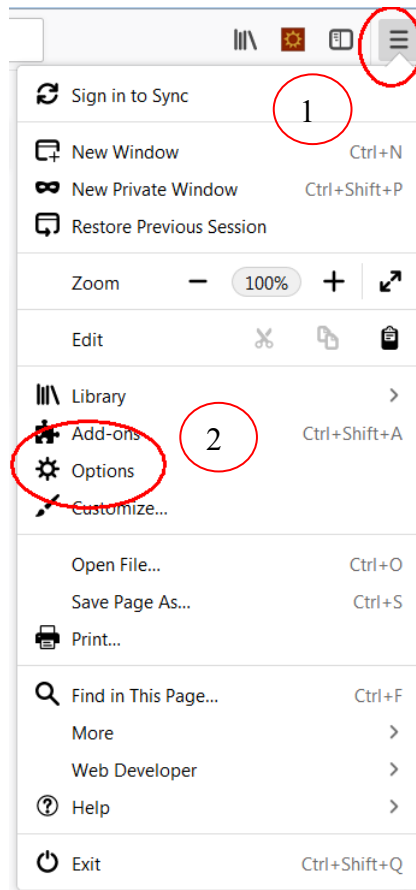 Sign in to Sync
1
New Window Ctrl+N
New Private Window Ctrl+Shift+P
Restore Previous Session
Zoom 100%
Edit
Library
Add-ons Ctrl+Shift+A
2
Options
Customize...
Open File... Ctrl+O
Save Page As... Ctrl+S
Print...
Find in This Page... Ctrl+F
More
Web Developer
Help
Exit Ctrl+Shift+Q